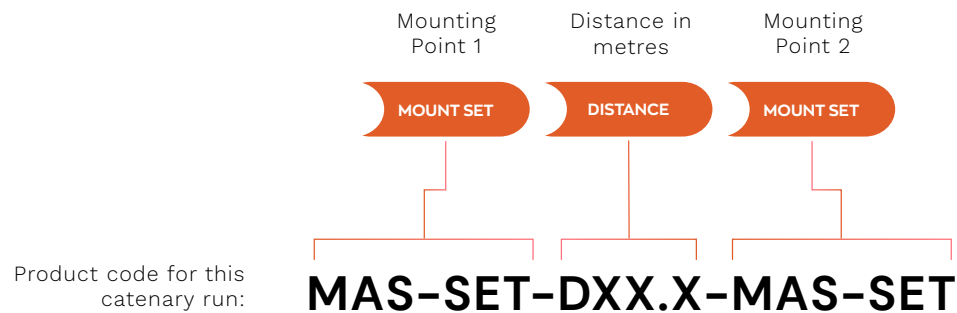 Mounting
Point 1
Distance in
metres
Mounting
Point 2
MOUNT SET
DISTANCE
MOUNT SET
Product code for this
catenary run:
MAS-SET-DXX.X-MAS-SET